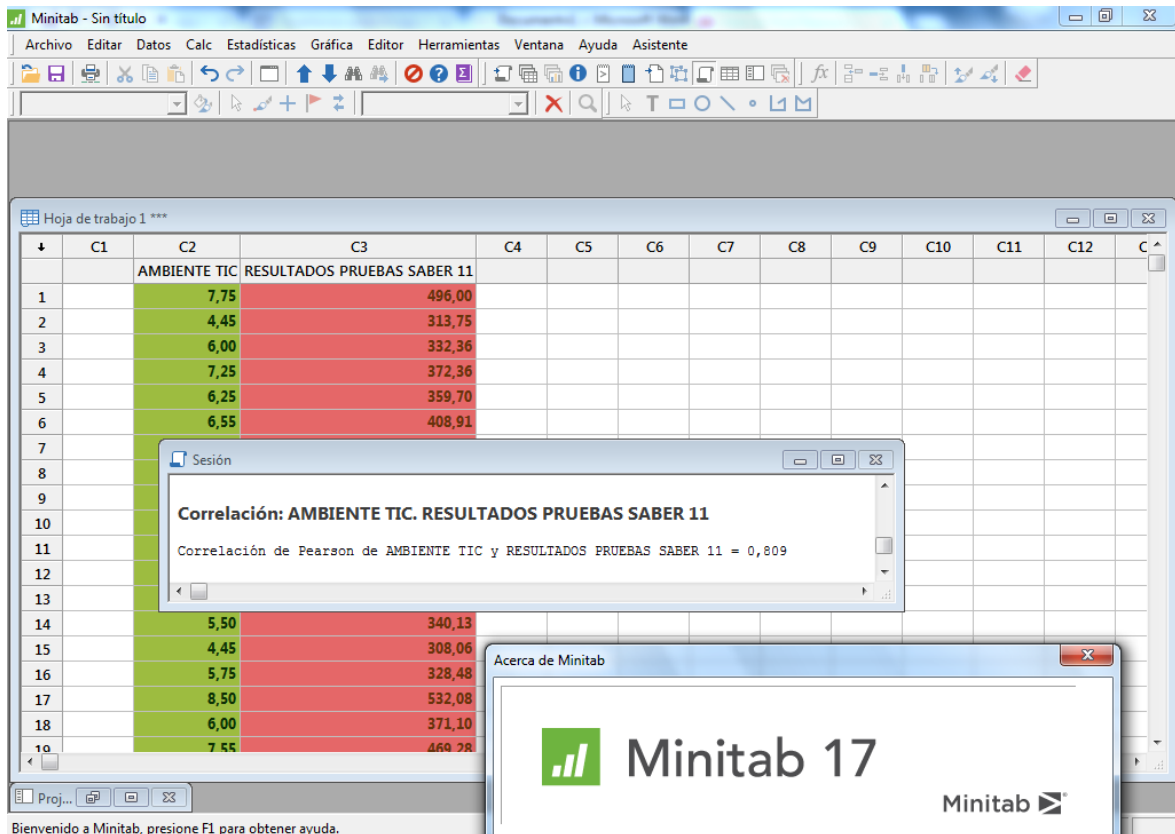 Minitab - Sin título
Archivo Editar Datos Calc Estadísticas Gráfica Editor Herramientas Ventana Ayuda Asistente
Hoja de trabajo 1 ***
C1 C2 C3 C4 C5 C6 C7 C8 C9 C10 C11 C12 C
AMBIENTE TIC RESULTADOS PRUEBAS SABER 11
1 7,75 496,00
2 4,45 313,75
3 6,00 332,36
4 7,25 372,36
5 6,25 359,70
6 6,55 408,91
7
8
9
10
11
12
13
Sesión
Correlación: AMBIENTE TIC. RESULTADOS PRUEBAS SABER 11
Correlación de Pearson de AMBIENTE TIC y RESULTADOS PRUEBAS SABER 11 = 0,809
14 5,50 340,13
15 4,45 308,06
16 5,75 328,48
17 8,50 532,08
18 6,00 371,10
19 7,55 469,28
Acerca de Minitab
Minitab 17
Minitab
Proj...
Bienvenido a Minitab, presione F1 para obtener ayuda.